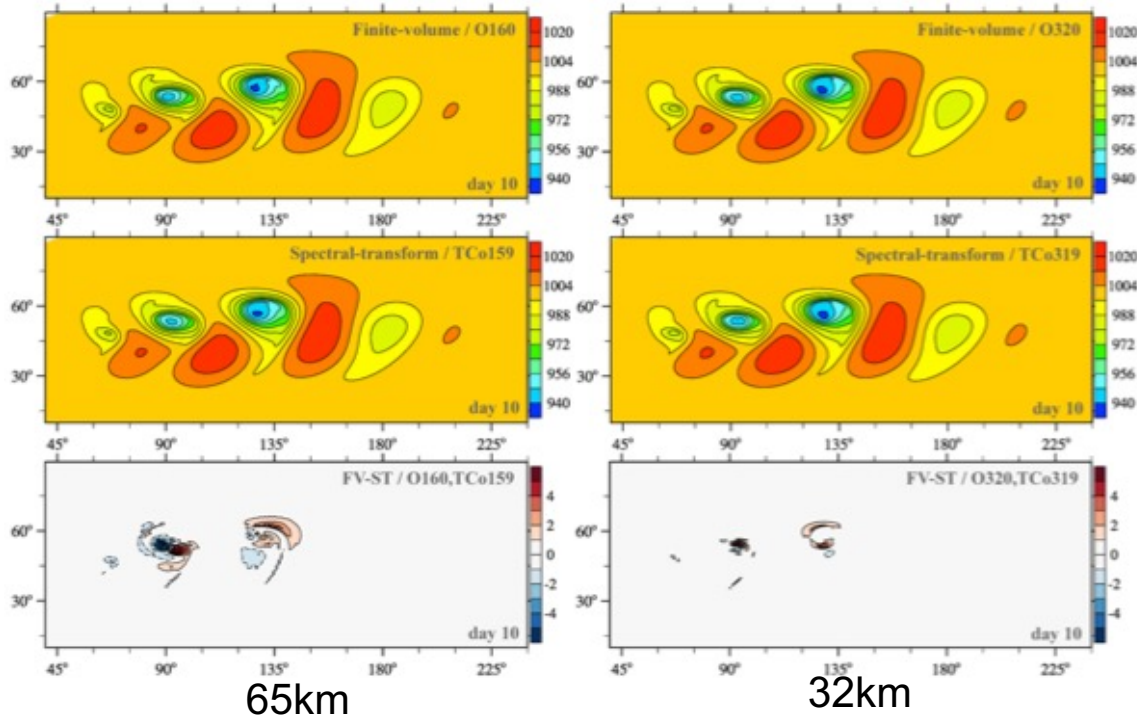 Finite-volume / O160
1020
1004
988
972
956
940
60°
30°
day 10
45° 90° 135° 180° 225°
Finite-volume / O320
1020
1004
988
972
956
940
60°
30°
day 10
45° 90° 135° 180° 225°
Spectral-transform / TCo159
1020
1004
988
972
956
940
60°
30°
day 10
45° 90° 135° 180° 225°
Spectral-transform / TCo319
1020
1004
988
972
956
940
60°
30°
day 10
45° 90° 135° 180° 225°
FV-ST / O160,TCo159
4
2
0
-2
-4
60°
30°
day 10
45° 90° 135° 180° 225°
FV-ST / O320,TCo319
4
2
0
-2
-4
60°
30°
day 10
45° 90° 135° 180° 225°
65km
32km